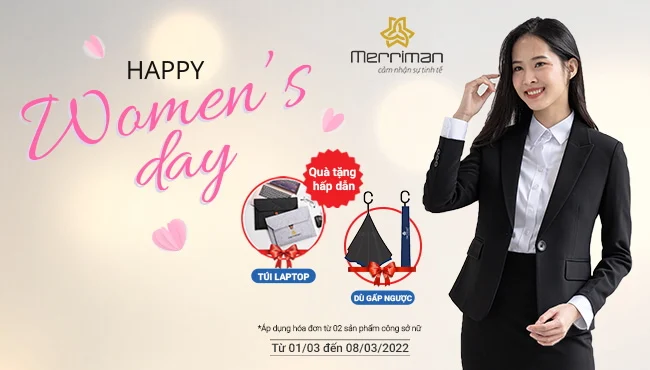 Merriman
cảm nhận sự tinh tế
HAPPY
Women's
day
Quà tặng
hấp dẫn
TÚI LAPTOP
DÙ GẤP NGƯỢC
*Áp dụng hóa đơn từ 02 sản phẩm công sở nữ
Từ 01/03 đến 08/03/2022